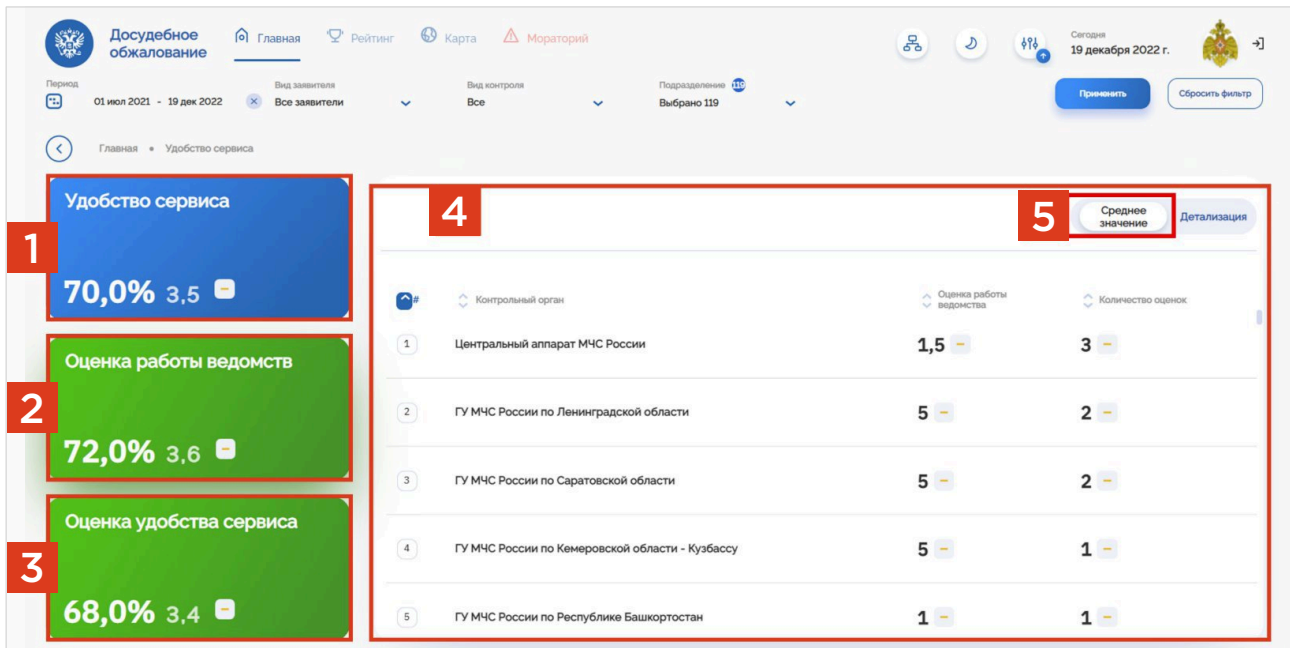 Досудебное обжалование
Главная
Рейтинг
Карта
Мораторий
Сегодня
19 декабря 2022 г.
Период
01 июл 2021 - 19 дек 2022
Вид заявителя
Все заявители
Вид контроля
Все
Подразделение 119
Выбрано 119
Применить
Сбросить фильтр
Главная • Удобство сервиса
1
Удобство сервиса
70,0% 3,5 –
2
Оценка работы ведомств
72,0% 3,6 –
3
Оценка удобства сервиса
68,0% 3,4 –
4
5
Среднее значение
Детализация
# Контрольный орган Оценка работы ведомства Количество оценок
1 Центральный аппарат МЧС России 1,5 – 3 –
2 ГУ МЧС России по Ленинградской области 5 – 2 –
3 ГУ МЧС России по Саратовской области 5 – 2 –
4 ГУ МЧС России по Кемеровской области - Кузбассу 5 – 1 –
5 ГУ МЧС России по Республике Башкортостан 1 – 1 –